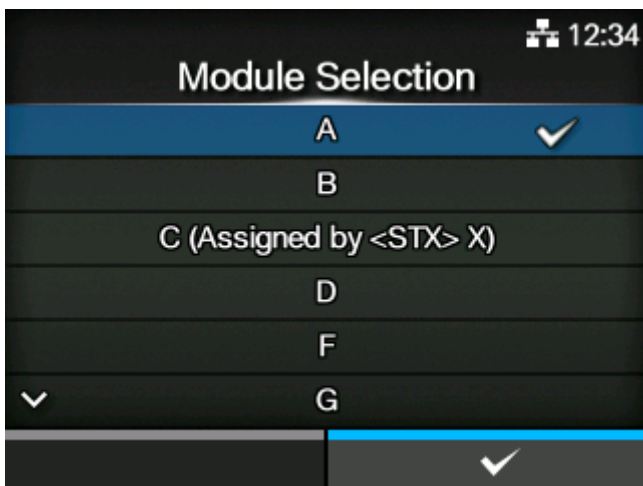 12:34
Module Selection
A
B
C (Assigned by <STX> X)
D
F
G